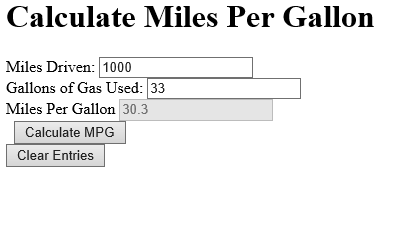 Calculate Miles Per Gallon
Miles Driven: 1000
Gallons of Gas Used: 33
Miles Per Gallon 30.3
Calculate MPG
Clear Entries